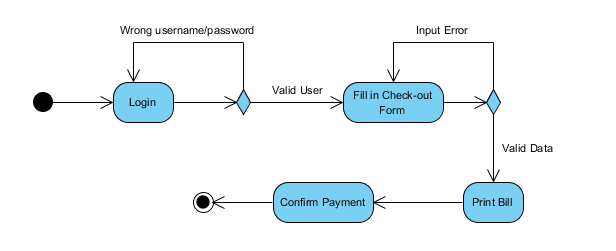 Wrong username/password
Input Error
Login
Valid User
Fill in Check-out
Form
Valid Data
Confirm Payment
Print Bill